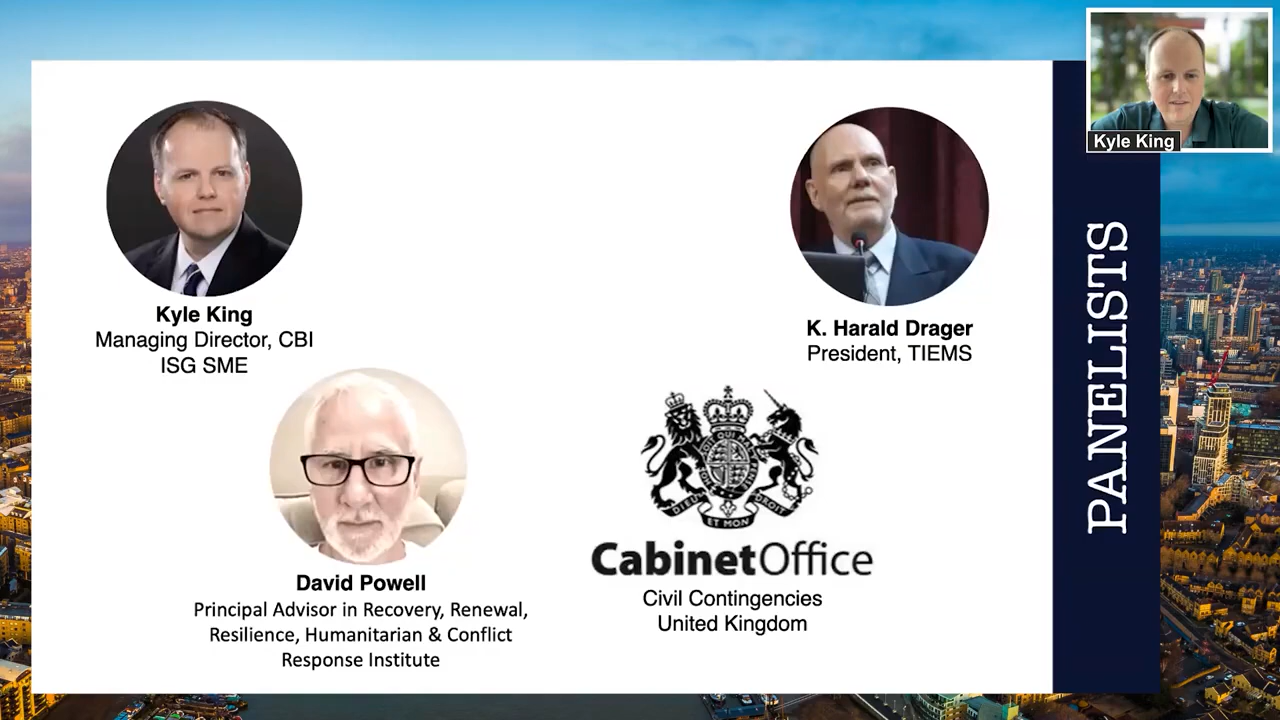 Kyle King
Kyle King
Managing Director, CBI
ISG SME
K. Harald Drager
President, TIEMS
PANELISTS
David Powell
Principal Advisor in Recovery, Renewal,
Resilience, Humanitarian & Conflict
Response Institute
DIEU
ET MON
DROIT
CabinetOffice
Civil Contingencies
United Kingdom